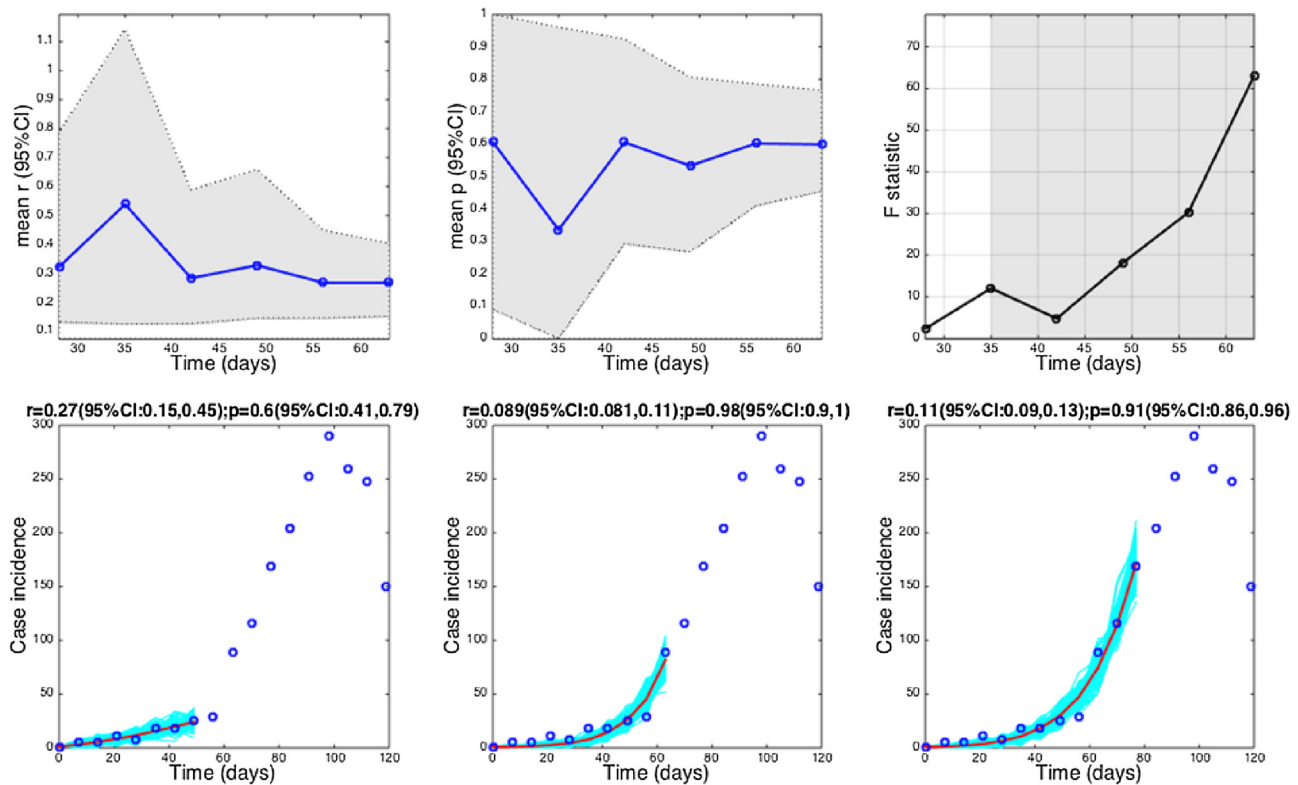 1.1
1
0.9
0.8
0.7
0.6
0.5
0.4
0.3
0.2
0.1
mean r (95%CI)
35 40 45 50 55 60
Time (days)
1
0.9
0.8
0.7
0.6
0.5
0.4
0.3
0.2
0.1
0
mean p (95%CI)
30 35 40 45 50 55 60
Time (days)
70
60
50
40
30
20
10
0
F statistic
30 35 40 45 50 55 60
Time (days)
r=0.27(95%CI:0.15,0.45);p=0.6(95%CI:0.41,0.79)
300
250
200
150
100
50
0
Case incidence
0 20 40 60 80 100 120
Time (days)
r=0.089(95%CI:0.081,0.11);p=0.98(95%CI:0.9,1)
300
250
200
150
100
50
0
Case incidence
0 20 40 60 80 100 120
Time (days)
r=0.11(95%CI:0.09,0.13);p=0.91(95%CI:0.86,0.96)
300
250
200
150
100
50
0
Case incidence
0 20 40 60 80 100 120
Time (days)